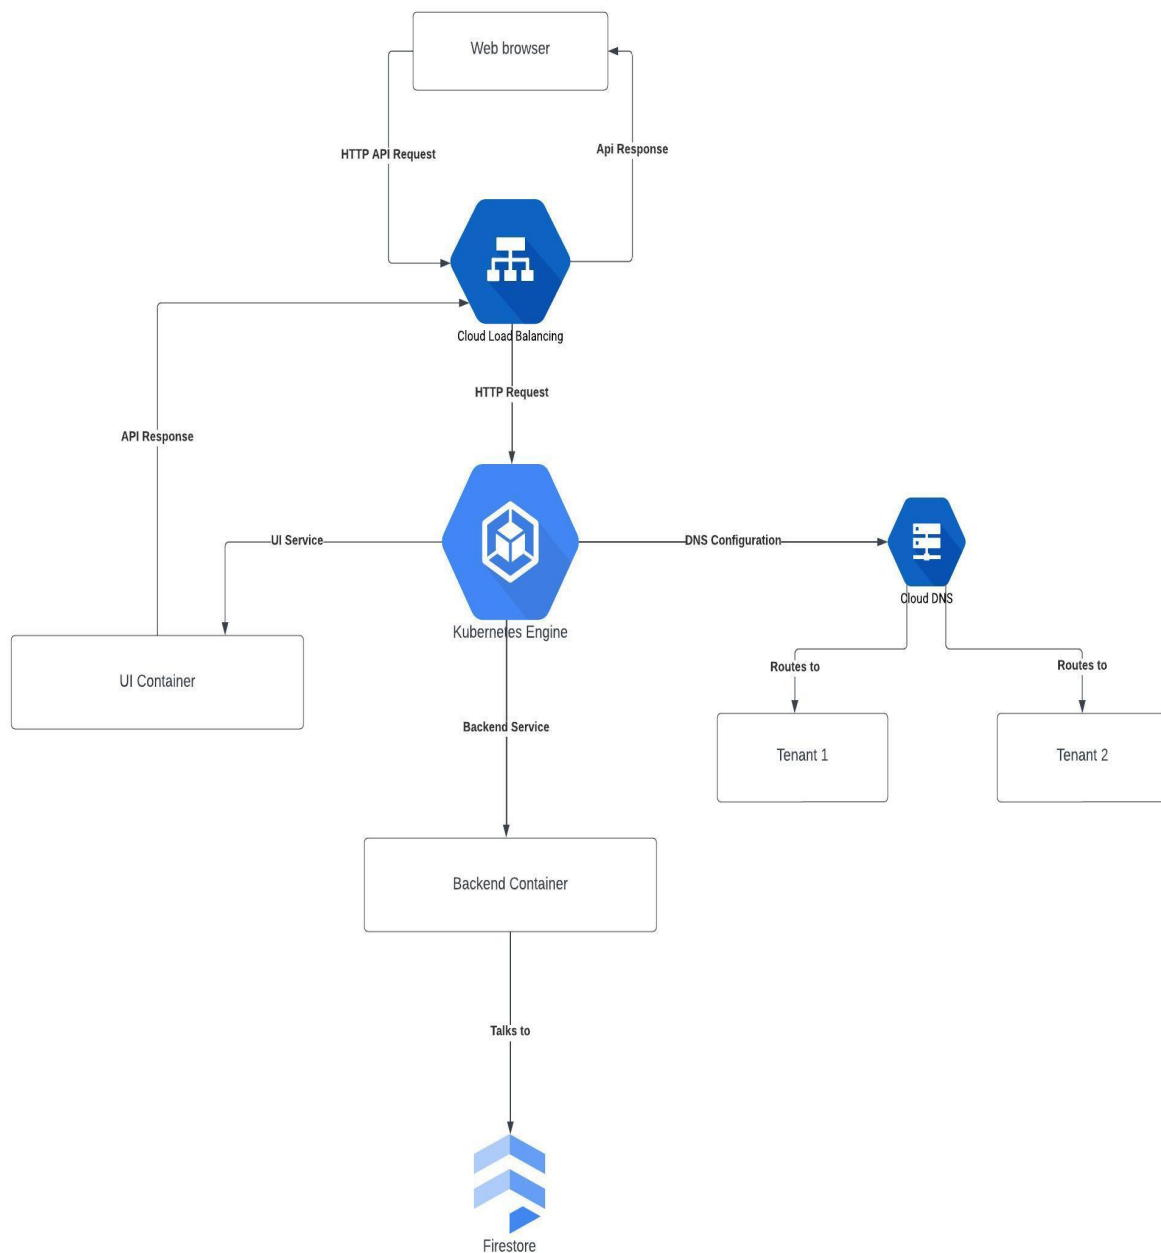 Web browser
HTTP API Request
Api Response
Cloud Load Balancing
HTTP Request
API Response
UI Service
DNS Configuration
Cloud DNS
Kubernetes Engine
Routes to
Routes to
UI Container
Backend Service
Tenant 1
Tenant 2
Backend Container
Talks to
Firestore